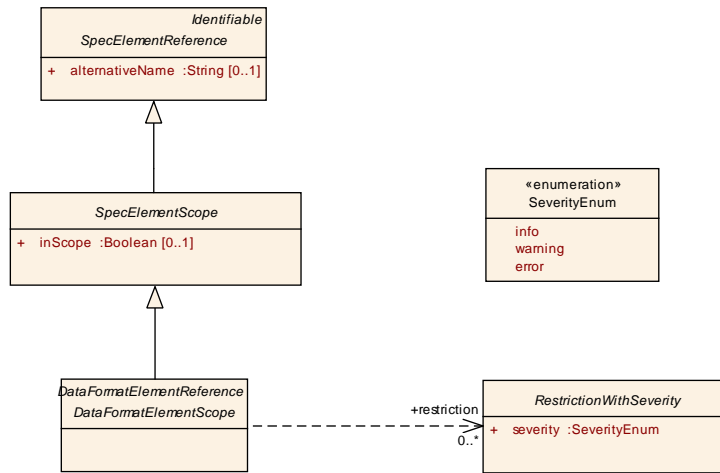 Identifiable
SpecElementReference
+ alternativeName :String [0..1]
SpecElementScope
+ inScope :Boolean [0..1]
«enumeration»
SeverityEnum
info
warning
error
DataFormatElementReference
DataFormatElementScope
+restriction
0..*
RestrictionWithSeverity
+ severity :SeverityEnum